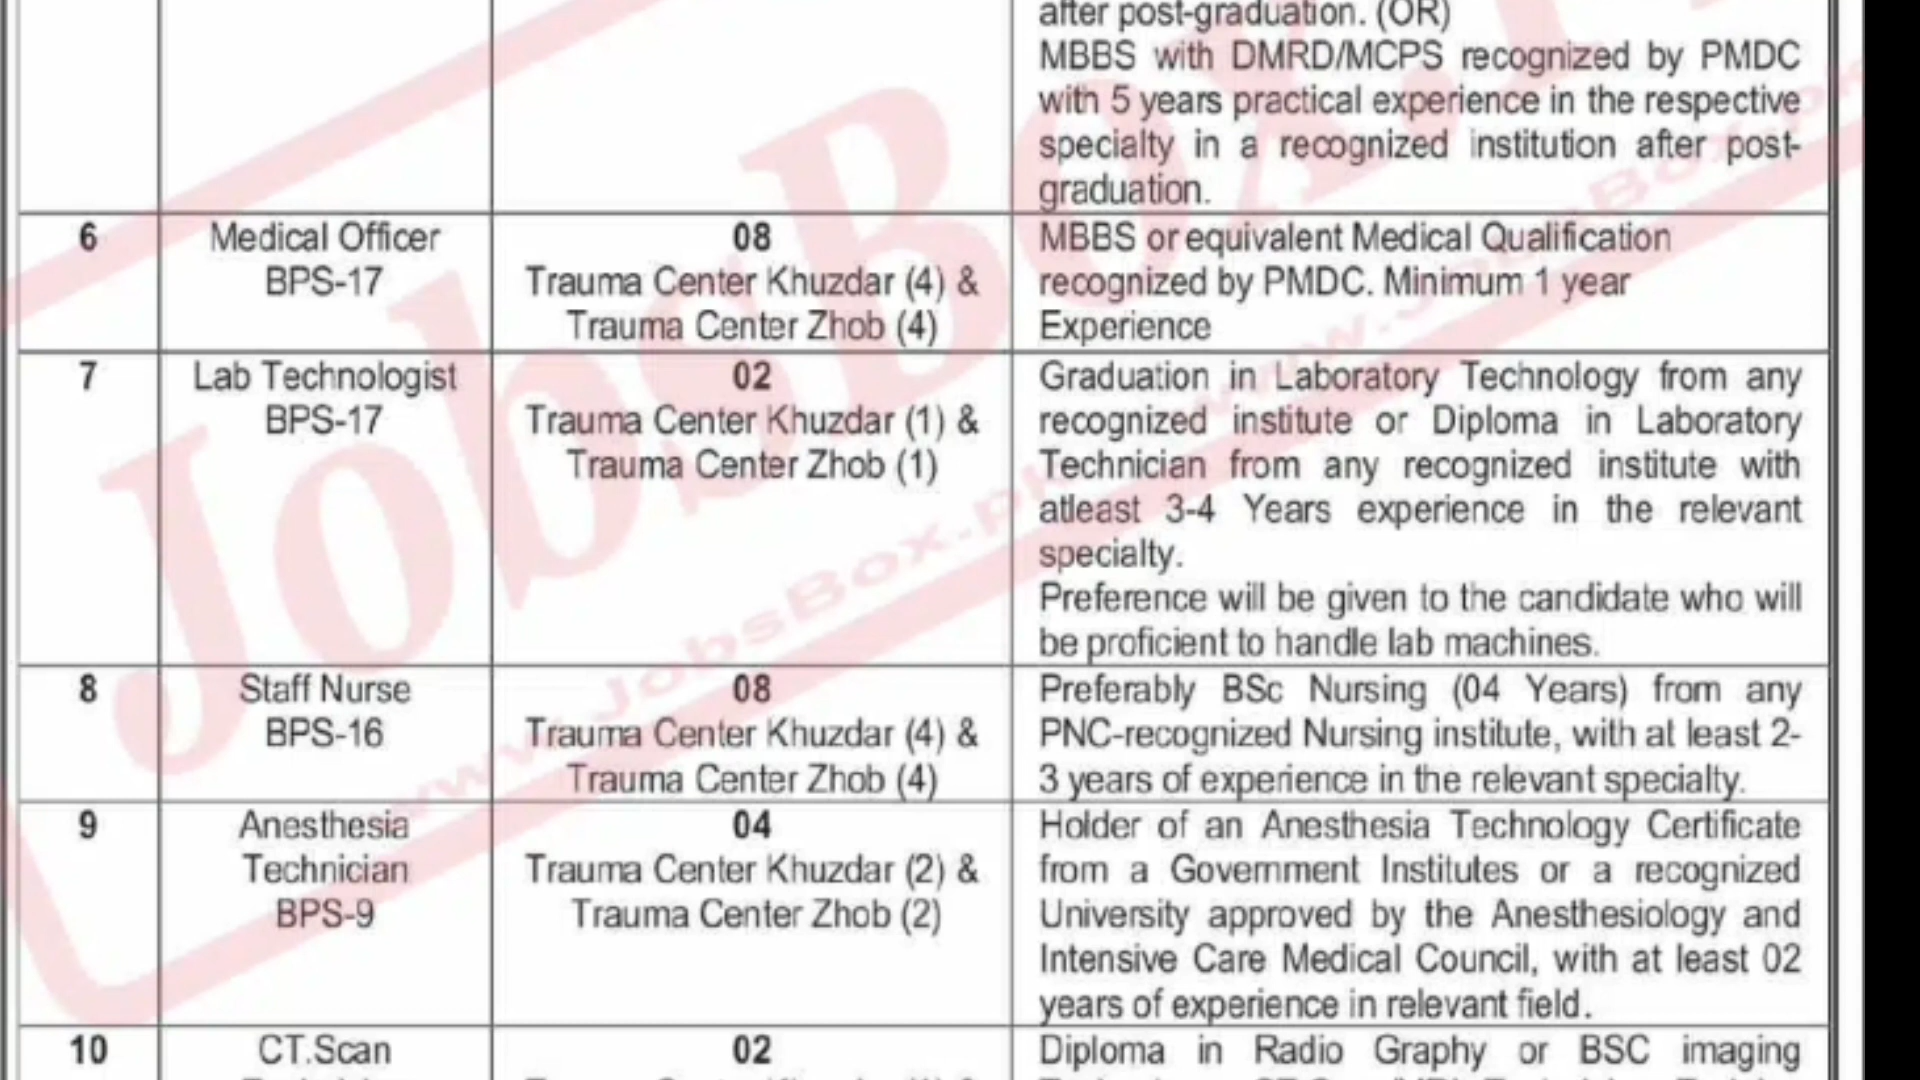 after post-graduation. (OR)
MBBS with DMRD/MCPS recognized by PMDC
with 5 years practical experience in the respective
specialty in a recognized institution after post-
graduation.
6
Medical Officer
BPS-17
08
Trauma Center Khuzdar (4) &
Trauma Center Zhob (4)
MBBS or equivalent Medical Qualification
recognized by PMDC. Minimum 1 year
Experience
7
Lab Technologist
BPS-17
02
Trauma Center Khuzdar (1) &
Trauma Center Zhob (1)
Graduation in Laboratory Technology from any
recognized institute or Diploma in Laboratory
Technician from any recognized institute with
atleast 3-4 Years experience in the relevant
specialty.
Preference will be given to the candidate who will
be proficient to handle lab machines.
8
Staff Nurse
BPS-16
08
Trauma Center Khuzdar (4) &
Trauma Center Zhob (4)
Preferably BSc Nursing (04 Years) from any
PNC-recognized Nursing institute, with at least 2-
3 years of experience in the relevant specialty.
9
Anesthesia
Technician
BPS-9
04
Trauma Center Khuzdar (2) &
Trauma Center Zhob (2)
Holder of an Anesthesia Technology Certificate
from a Government Institutes or a recognized
University approved by the Anesthesiology and
Intensive Care Medical Council, with at least 02
years of experience in relevant field.
10
CT.Scan
02
Diploma in Radio Graphy or BSC imaging
JobsBox
www.JobsBox.pk